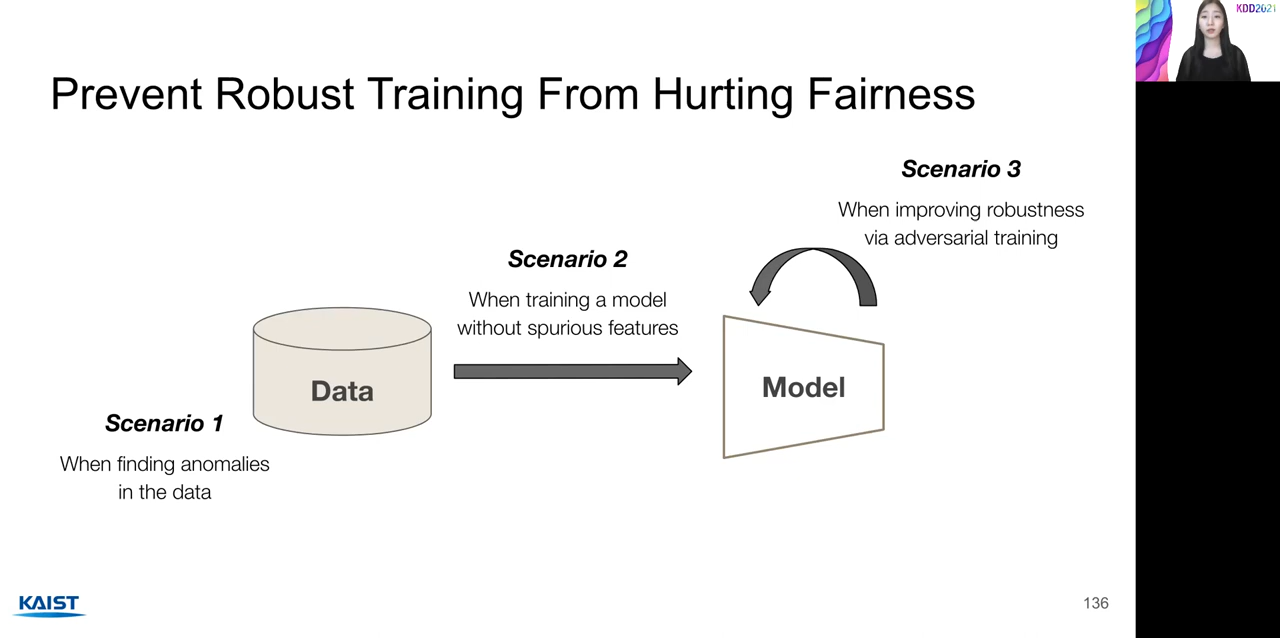 KDD2021
Prevent Robust Training From Hurting Fairness
Scenario 3
When improving robustness
via adversarial training
Scenario 2
When training a model
without spurious features
Data
Model
Scenario 1
When finding anomalies
in the data
KAIST
136